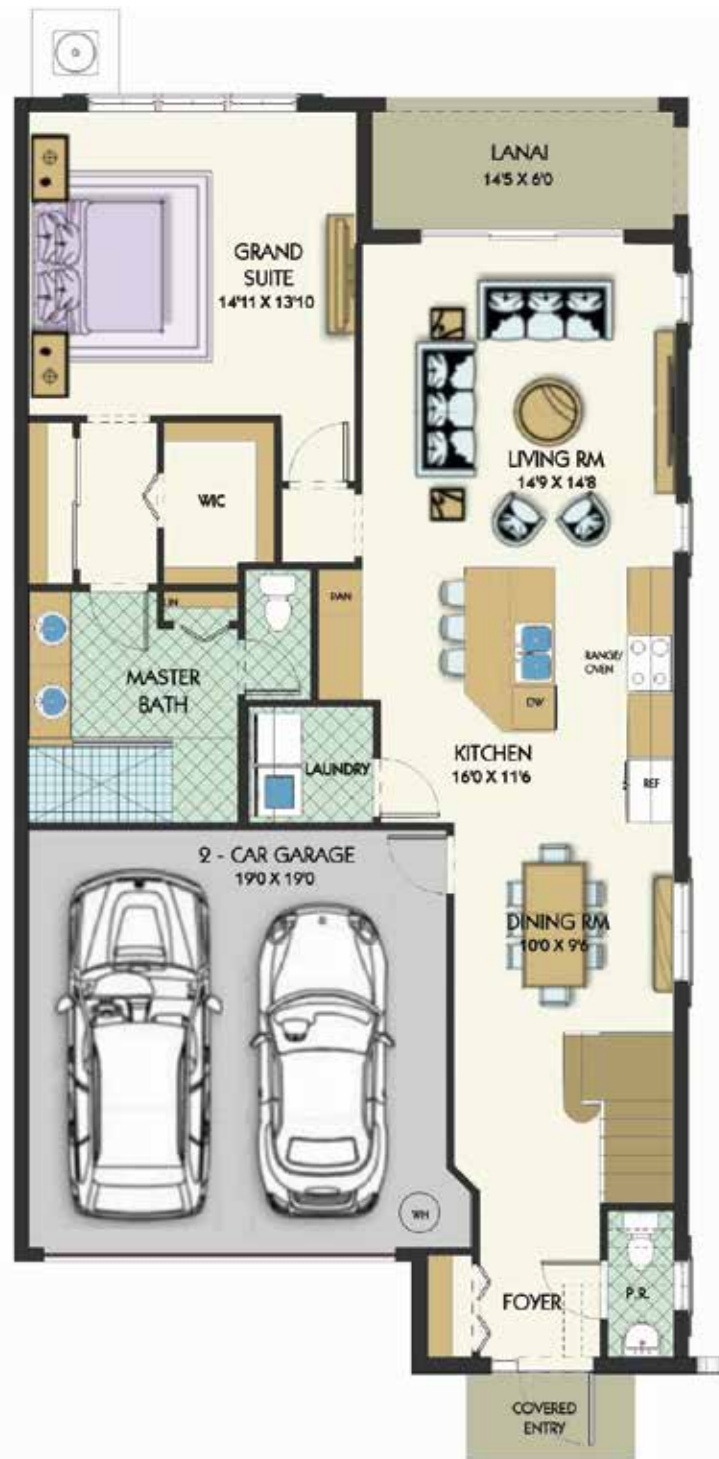 LANAI
14'5 X 6'0
GRAND
SUITE
14'11 X 13'10
LIVING RM
14'9 X 14'8
WIC
LIN
PAN
RANGE/
OVEN
MASTER
BATH
DW
KITCHEN
16'0 X 11'6
LAUNDRY
REF
2 - CAR GARAGE
19'0 X 19'0
DINING RM
10'0 X 9'6
WH
FOYER
P.R.
COVERED
ENTRY